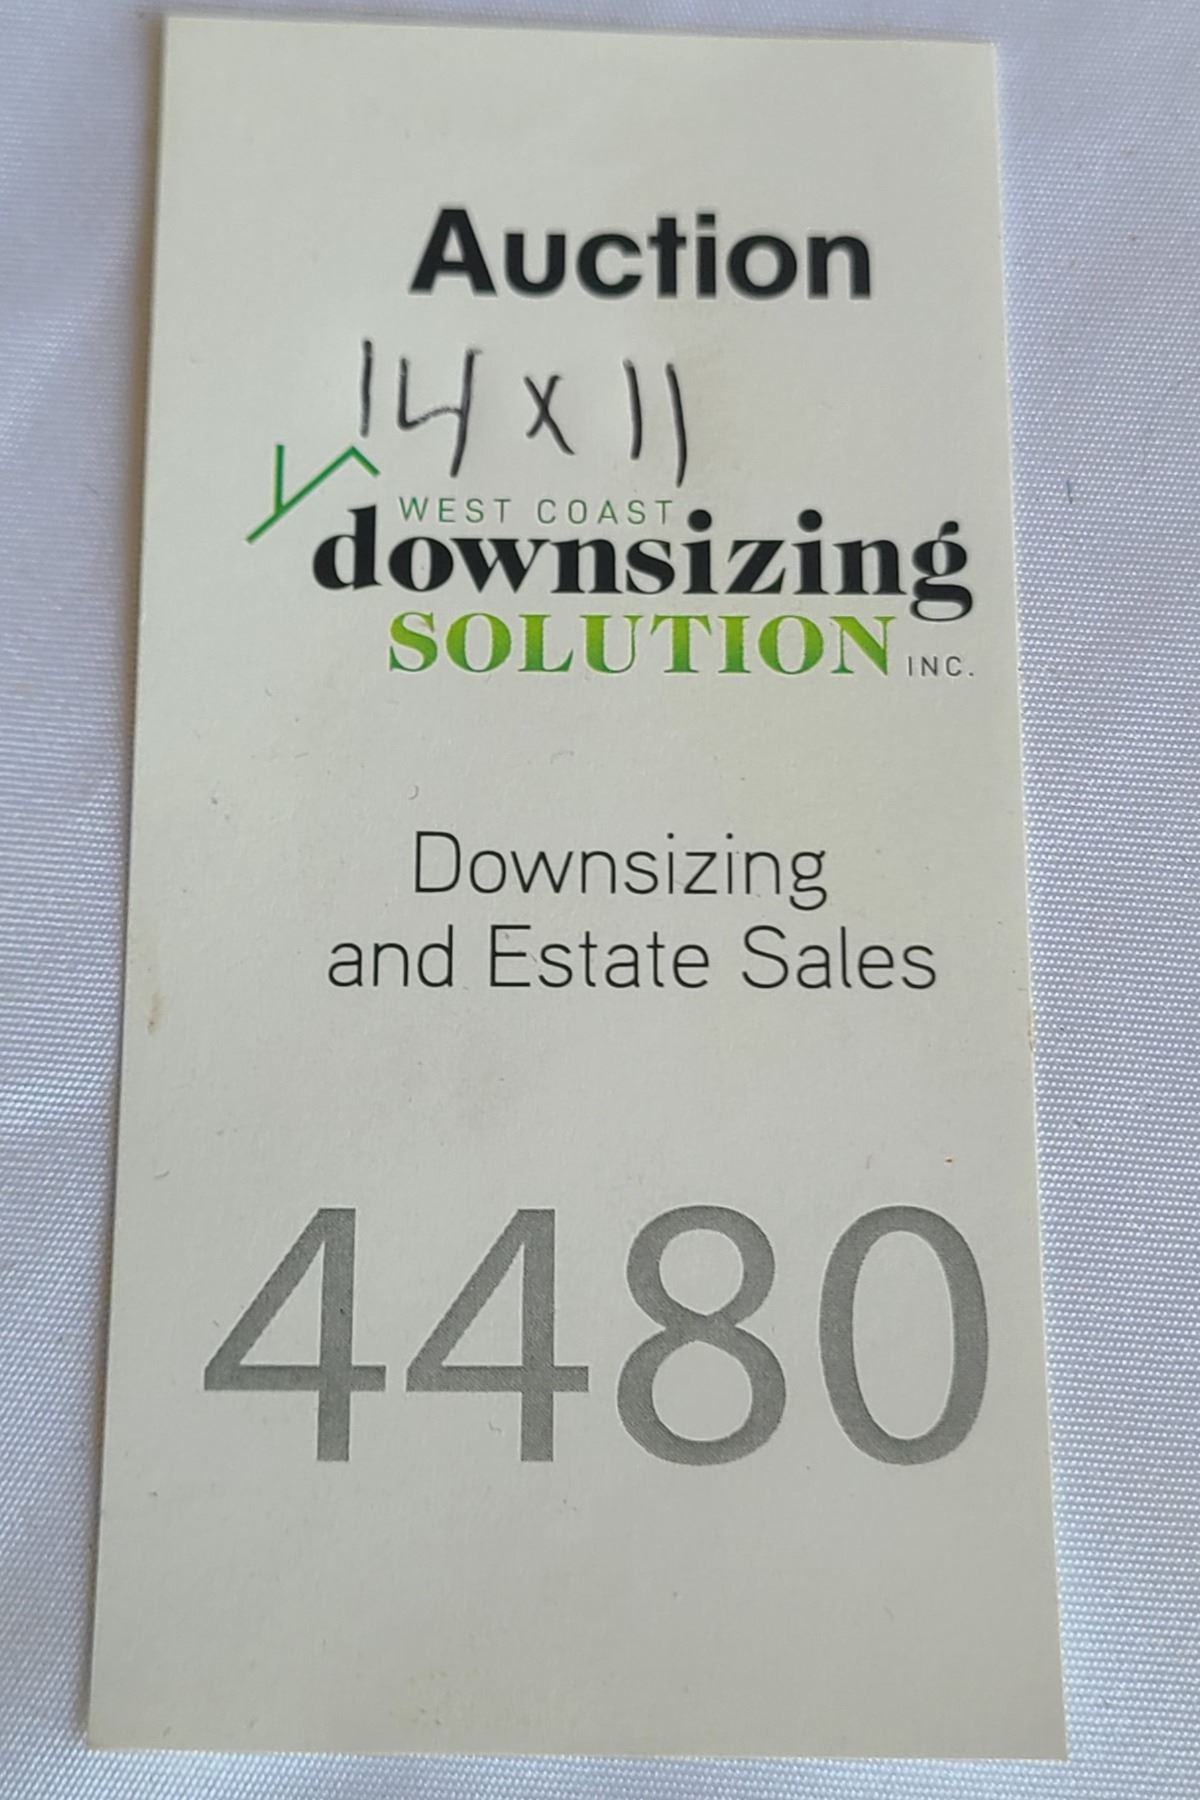 Auction
14 x 11
WEST COAST
downsizing
SOLUTION INC.
Downsizing
and Estate Sales
4480